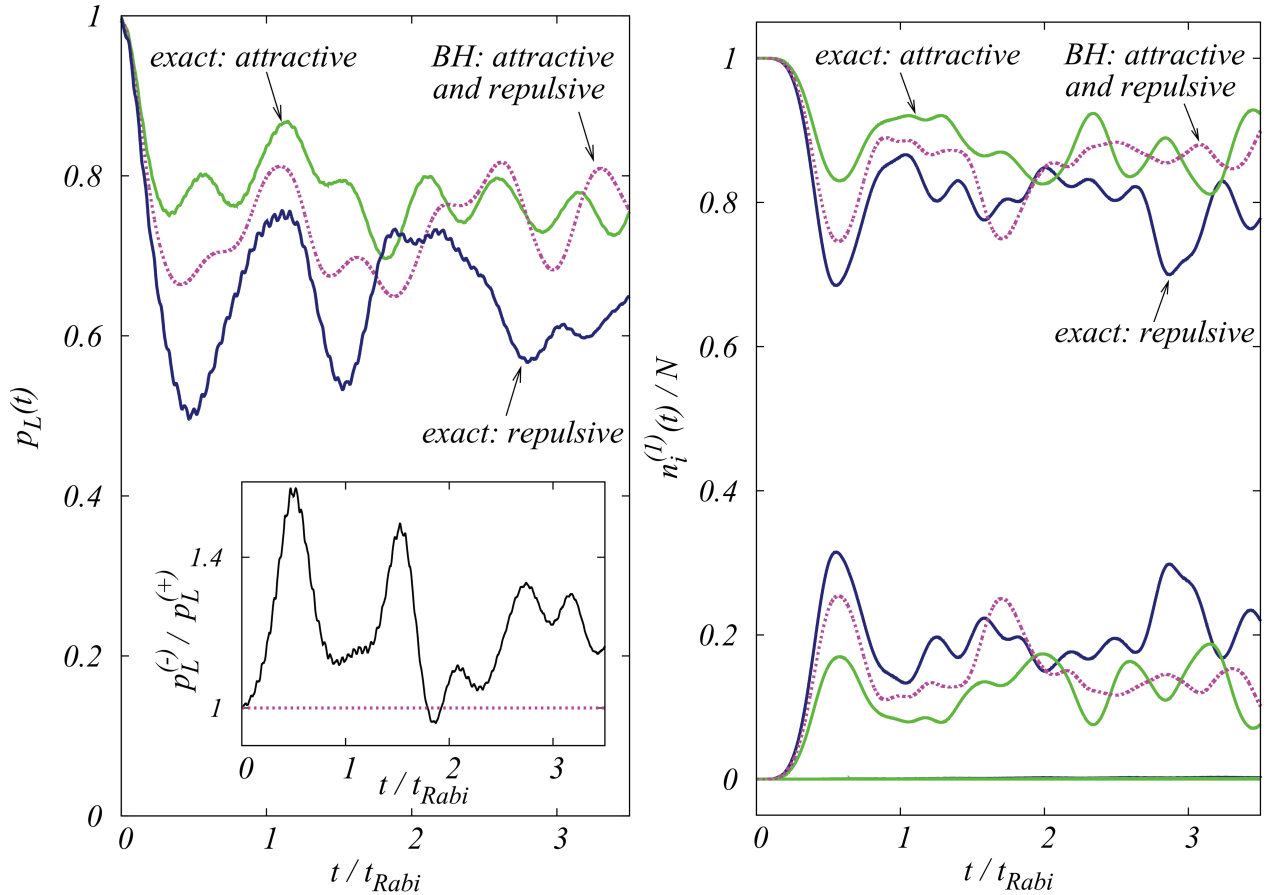 1
0.8
0.6
0.4
0.2
0
p_L(t)
exact: attractive
BH: attractive
and repulsive
exact: repulsive
1.4
1
p_L^(-) / p_L^(+)
0 1 2 3
t / t_Rabi
0 1 2 3
t / t_Rabi
1
0.8
0.6
0.4
0.2
0
n_i^(1)(t) / N
exact: attractive
BH: attractive
and repulsive
exact: repulsive
0 1 2 3
t / t_Rabi